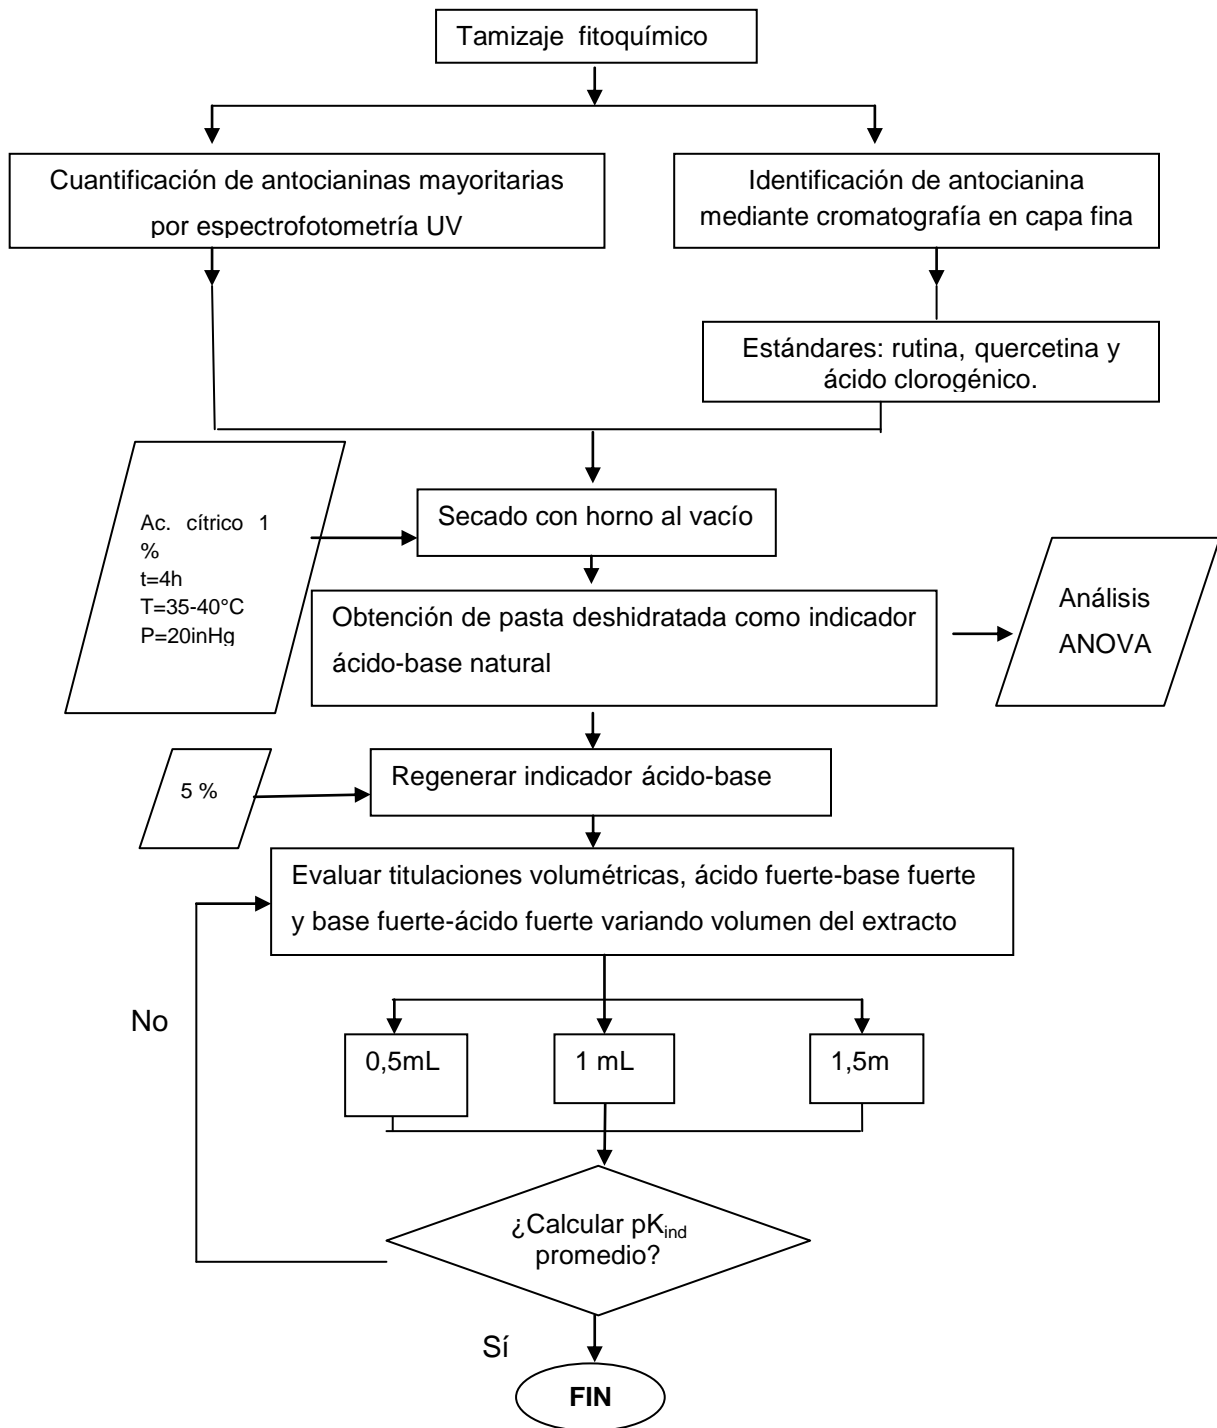 Tamizaje fitoquímico
Cuantificación de antocianinas mayoritarias
por espectrofotometría UV
Identificación de antocianina
mediante cromatografía en capa fina
Estándares: rutina, quercetina y
ácido clorogénico.
Ac. cítrico 1
%
t=4h
T=35-40°C
P=20inHg
Secado con horno al vacío
Obtención de pasta deshidratada como indicador
ácido-base natural
Análisis
ANOVA
5 %
Regenerar indicador ácido-base
Evaluar titulaciones volumétricas, ácido fuerte-base fuerte
y base fuerte-ácido fuerte variando volumen del extracto
No
0,5mL
1 mL
1,5m
¿Calcular pKind
promedio?
Sí
FIN